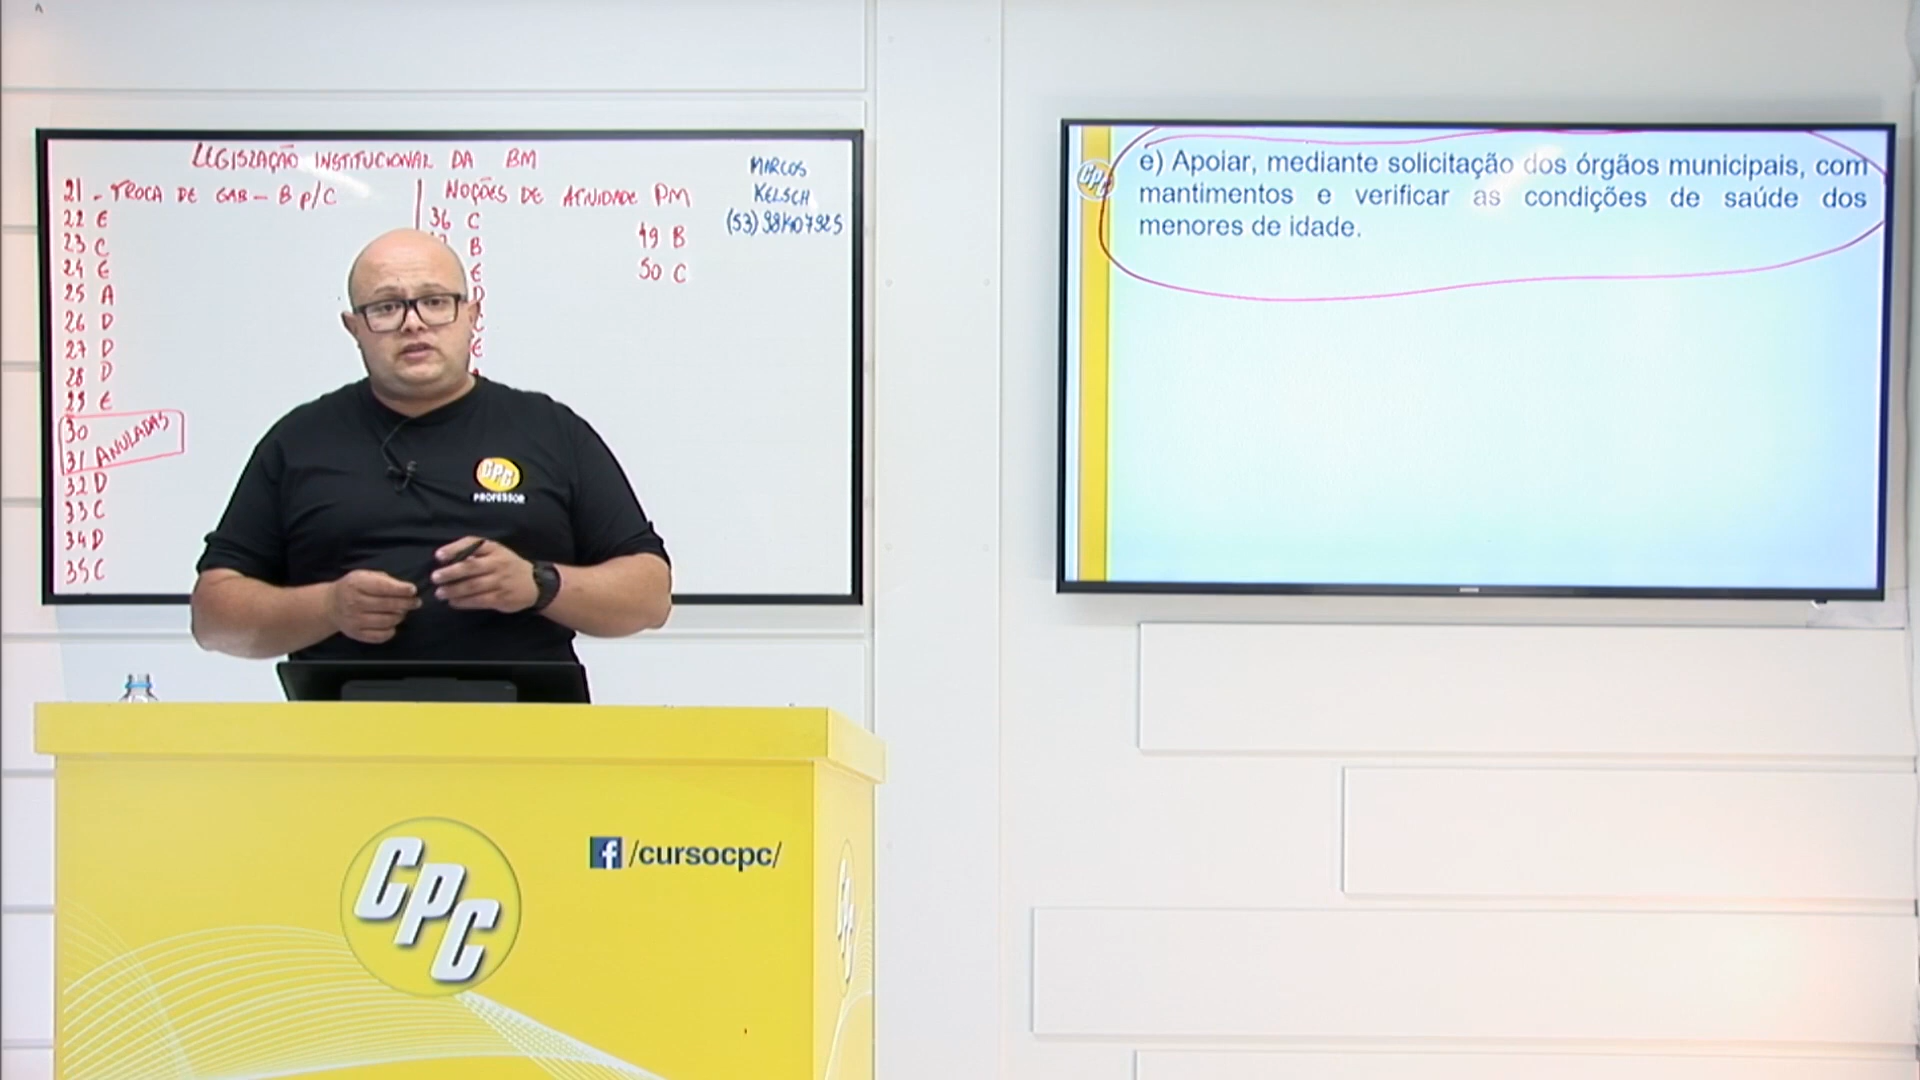 LEGISLAÇÃO INSTITUCIONAL DA BM
21 - TROCA DE GAB - B p/C
22 E
23 C
24 E
25 A
26 D
27 D
28 D
29 E
30
31 ANULADAS
32 D
33 C
34 D
35 C
NOÇÕES DE ATIVIDADE PM
36 C
B
E
D
C
E
49 B
50 C
MARCOS
KELSCH
(53)
e) Apoiar, mediante solicitação dos órgãos municipais, com
mantimentos e verificar as condições de saúde dos
menores de idade.
CPC
CPC
PROFESSOR
/cursocpc/
CPC